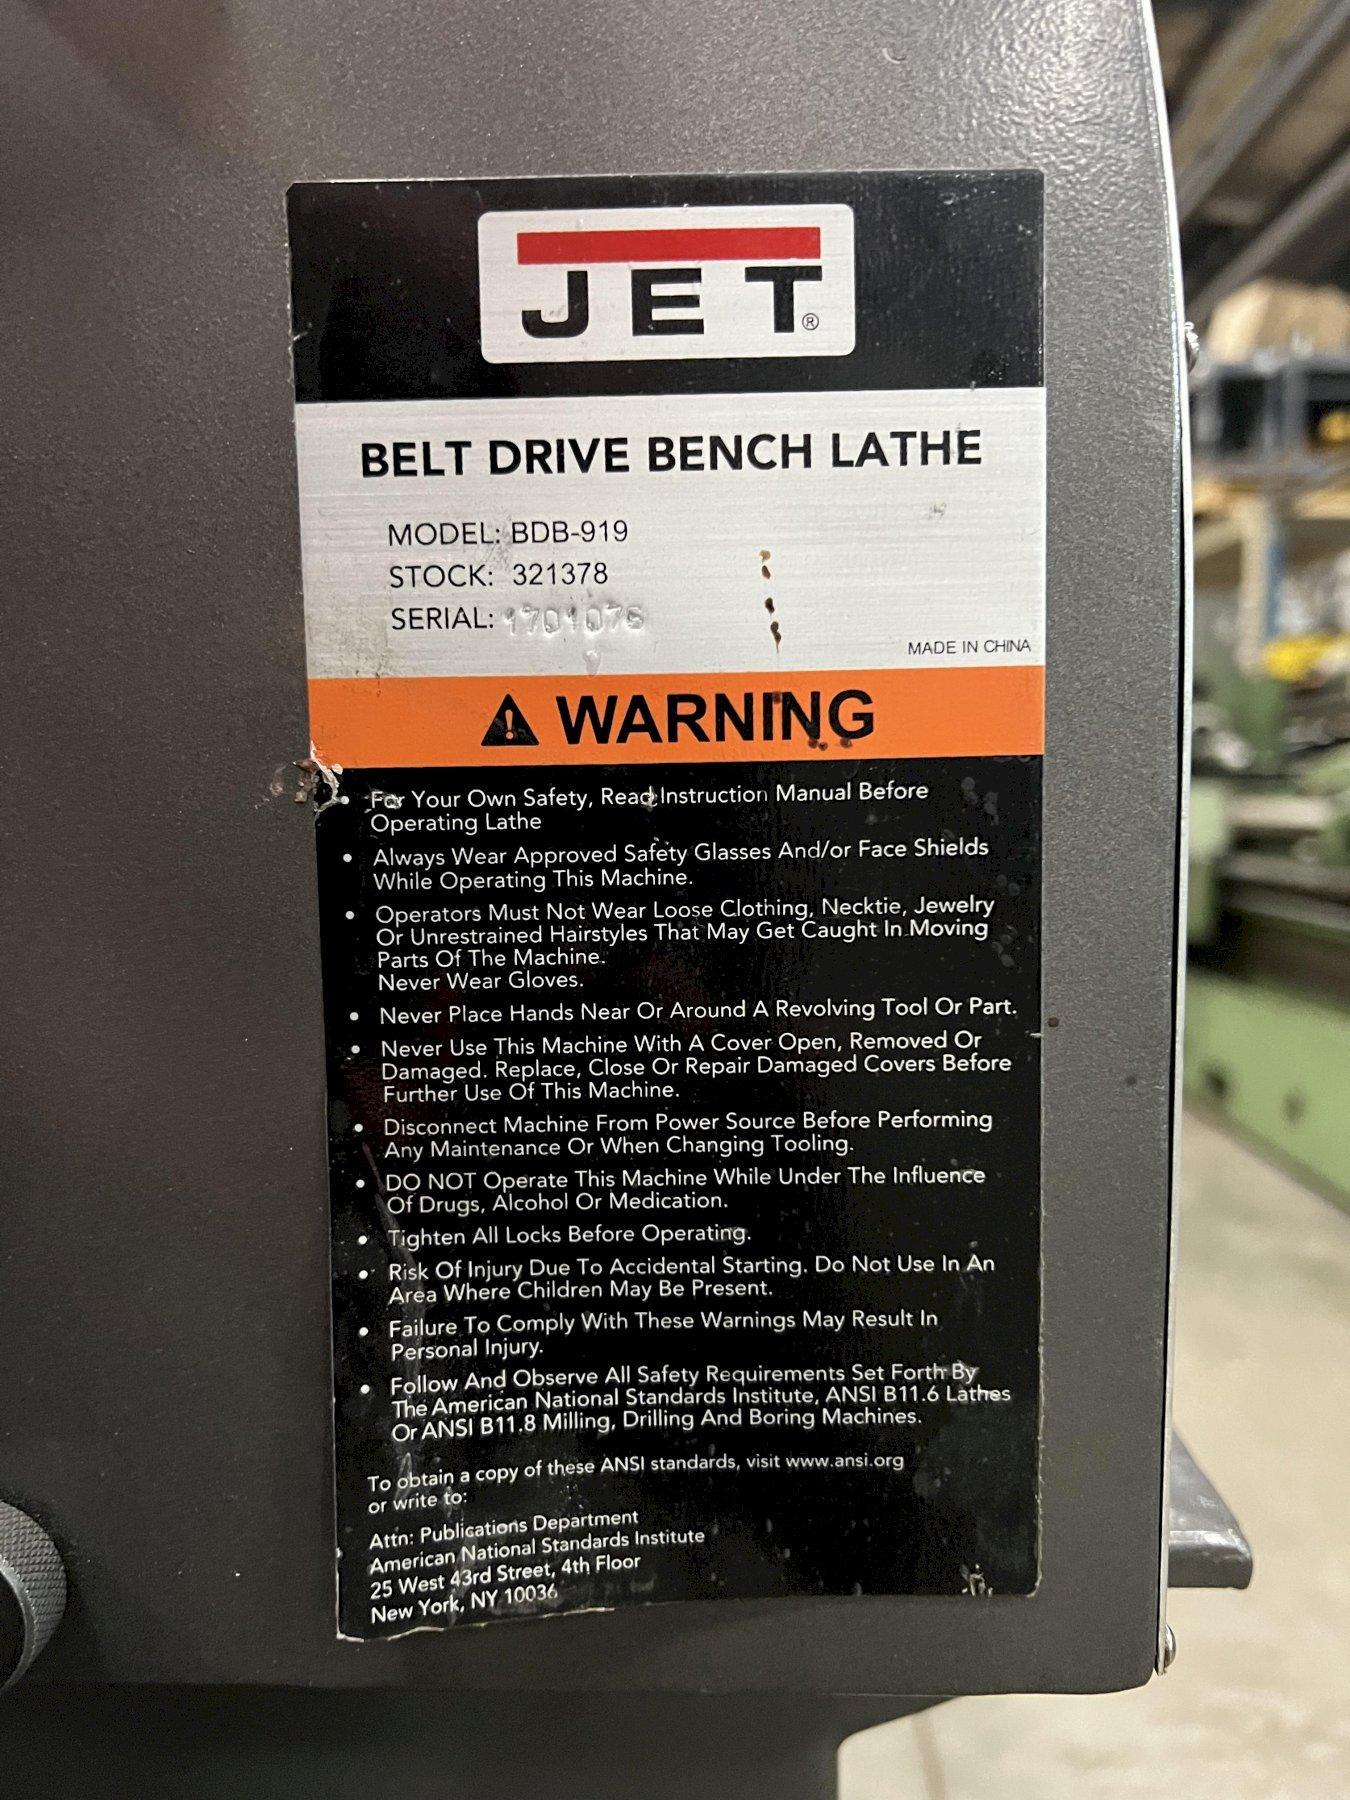 JET®
BELT DRIVE BENCH LATHE
MODEL: BDB-919
STOCK: 321378
SERIAL: 1701076
MADE IN CHINA
⚠ WARNING
• For Your Own Safety, Read Instruction Manual Before
Operating Lathe
• Always Wear Approved Safety Glasses And/or Face Shields
While Operating This Machine.
• Operators Must Not Wear Loose Clothing, Necktie, Jewelry
Or Unrestrained Hairstyles That May Get Caught In Moving
Parts Of The Machine.
Never Wear Gloves.
• Never Place Hands Near Or Around A Revolving Tool Or Part.
• Never Use This Machine With A Cover Open, Removed Or
Damaged. Replace, Close Or Repair Damaged Covers Before
Further Use Of This Machine.
• Disconnect Machine From Power Source Before Performing
Any Maintenance Or When Changing Tooling.
• DO NOT Operate This Machine While Under The Influence
Of Drugs, Alcohol Or Medication.
• Tighten All Locks Before Operating.
• Risk Of Injury Due To Accidental Starting. Do Not Use In An
Area Where Children May Be Present.
• Failure To Comply With These Warnings May Result In
Personal Injury.
• Follow And Observe All Safety Requirements Set Forth By
The American National Standards Institute, ANSI B11.6 Lathes
Or ANSI B11.8 Milling, Drilling And Boring Machines.
To obtain a copy of these ANSI standards, visit www.ansi.org
or write to:
Attn: Publications Department
American National Standards Institute
25 West 43rd Street, 4th Floor
New York, NY 10036